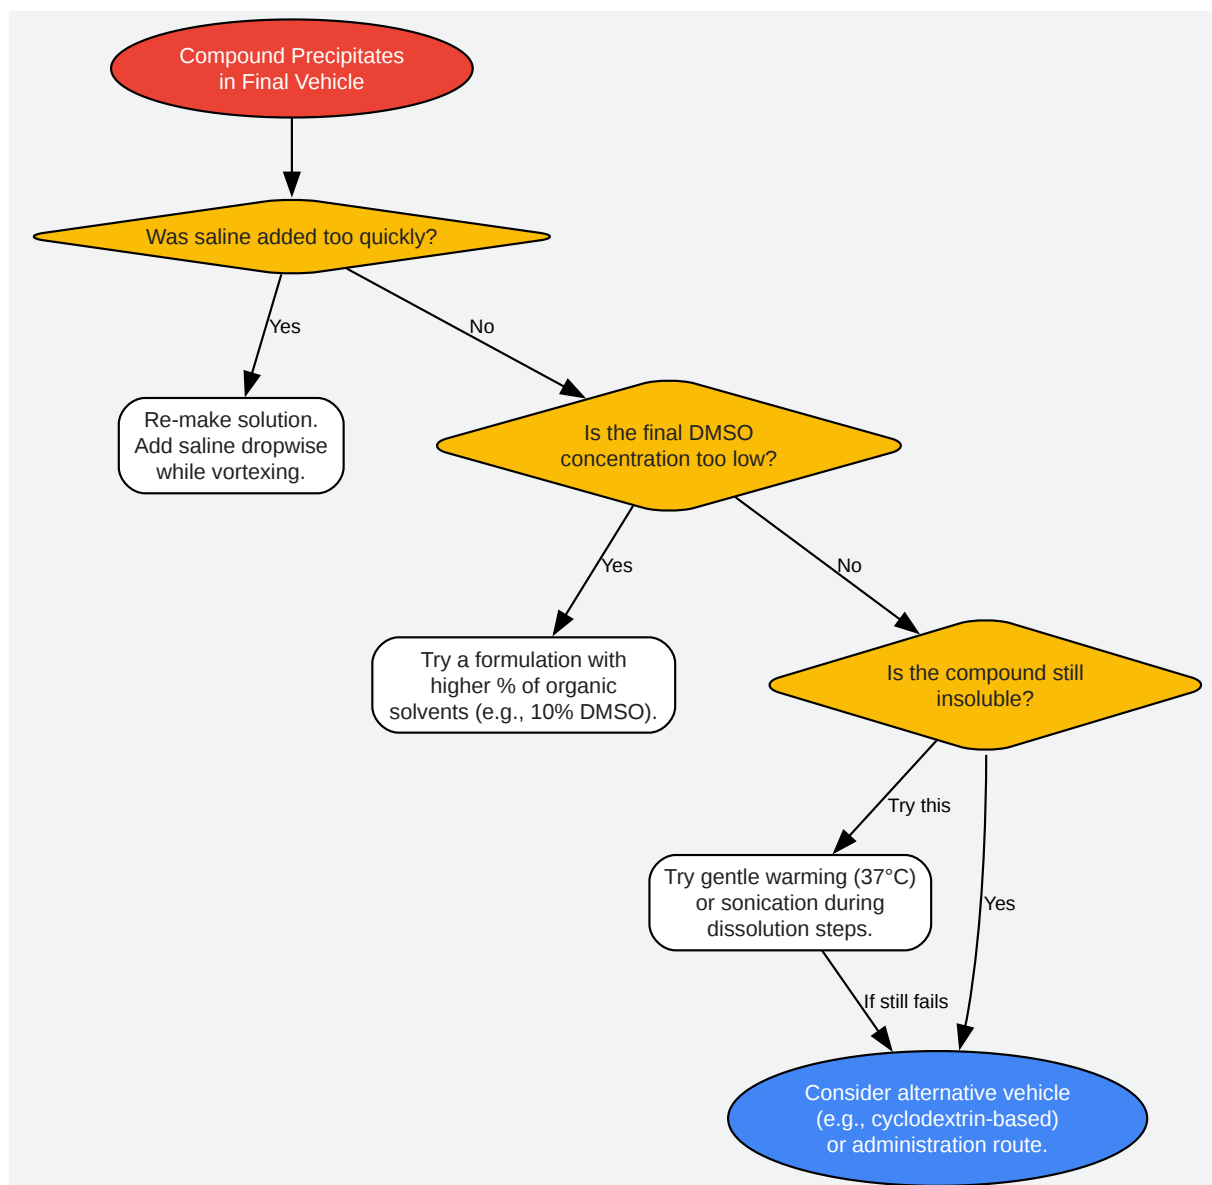 Compound Precipitates
in Final Vehicle
Was saline added too quickly?
Yes
No
Re-make solution.
Add saline dropwise
while vortexing.
Is the final DMSO
concentration too low?
Yes
No
Try a formulation with
higher % of organic
solvents (e.g., 10% DMSO).
Is the compound still
insoluble?
Try this
Yes
Try gentle warming (37°C)
or sonication during
dissolution steps.
If still fails
Consider alternative vehicle
(e.g., cyclodextrin-based)
or administration route.